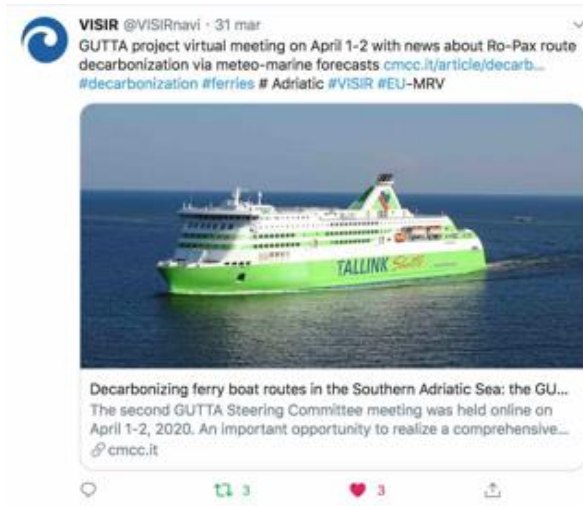 VISIR @VISIRnavi · 31 mar
GUTTA project virtual meeting on April 1-2 with news about Ro-Pax route
decarbonization via meteo-marine forecasts cmcc.it/article/decarb...
#decarbonization #ferries # Adriatic #VISIR #EU-MRV
TALLINK
Decarbonizing ferry boat routes in the Southern Adriatic Sea: the GU...
The second GUTTA Steering Committee meeting was held online on
April 1-2, 2020. An important opportunity to realize a comprehensive...
cmcc.it
3 3